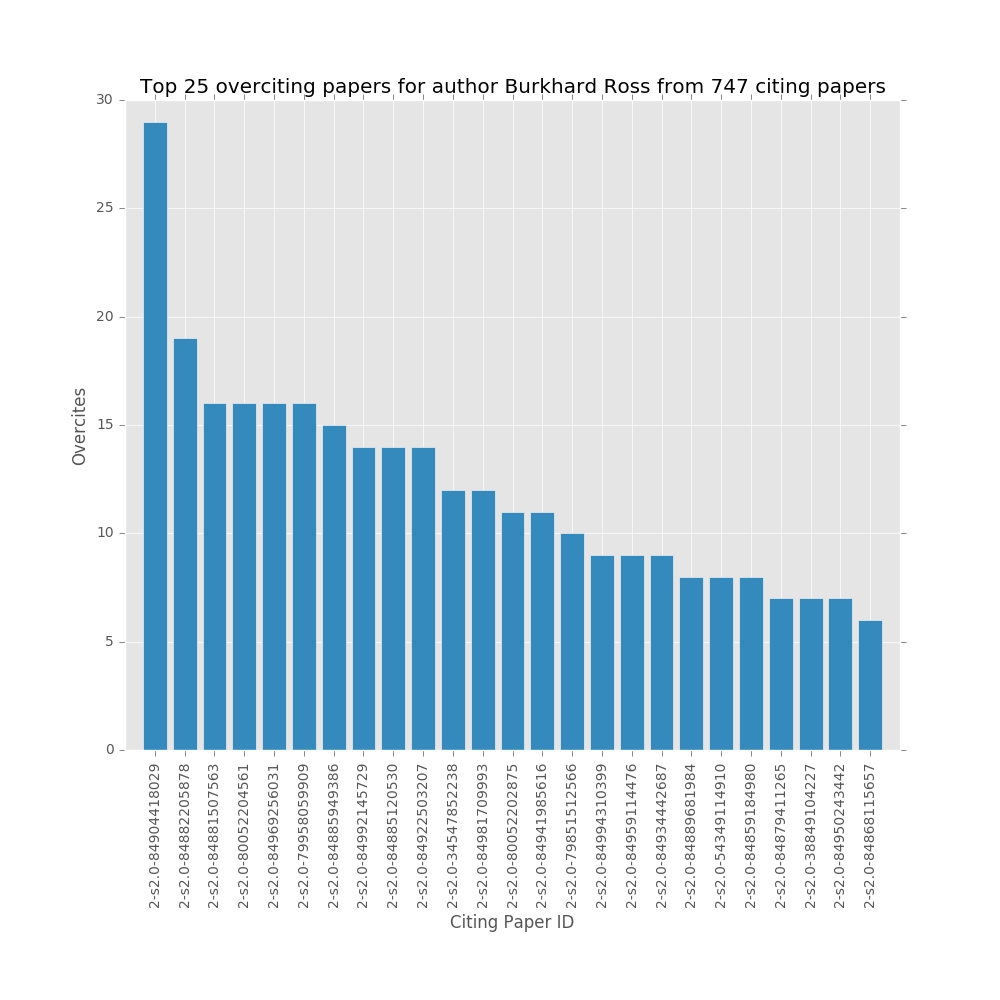 Top 25 overciting papers for author Burkhard Ross from 747 citing papers
30
25
20
15
10
5
0
Overcites
2-s2.0-84904418029
2-s2.0-84882205878
2-s2.0-84881507563
2-s2.0-80052204561
2-s2.0-84969256031
2-s2.0-79958059909
2-s2.0-84885949386
2-s2.0-84992145729
2-s2.0-84885120530
2-s2.0-84922503207
2-s2.0-34547852238
2-s2.0-84981709993
2-s2.0-80052202875
2-s2.0-84941985616
2-s2.0-79851512566
2-s2.0-84994310399
2-s2.0-84959114476
2-s2.0-84934442687
2-s2.0-84889681984
2-s2.0-54349114910
2-s2.0-84859184980
2-s2.0-84879411265
2-s2.0-38849104227
2-s2.0-84950243442
2-s2.0-84868115657
Citing Paper ID